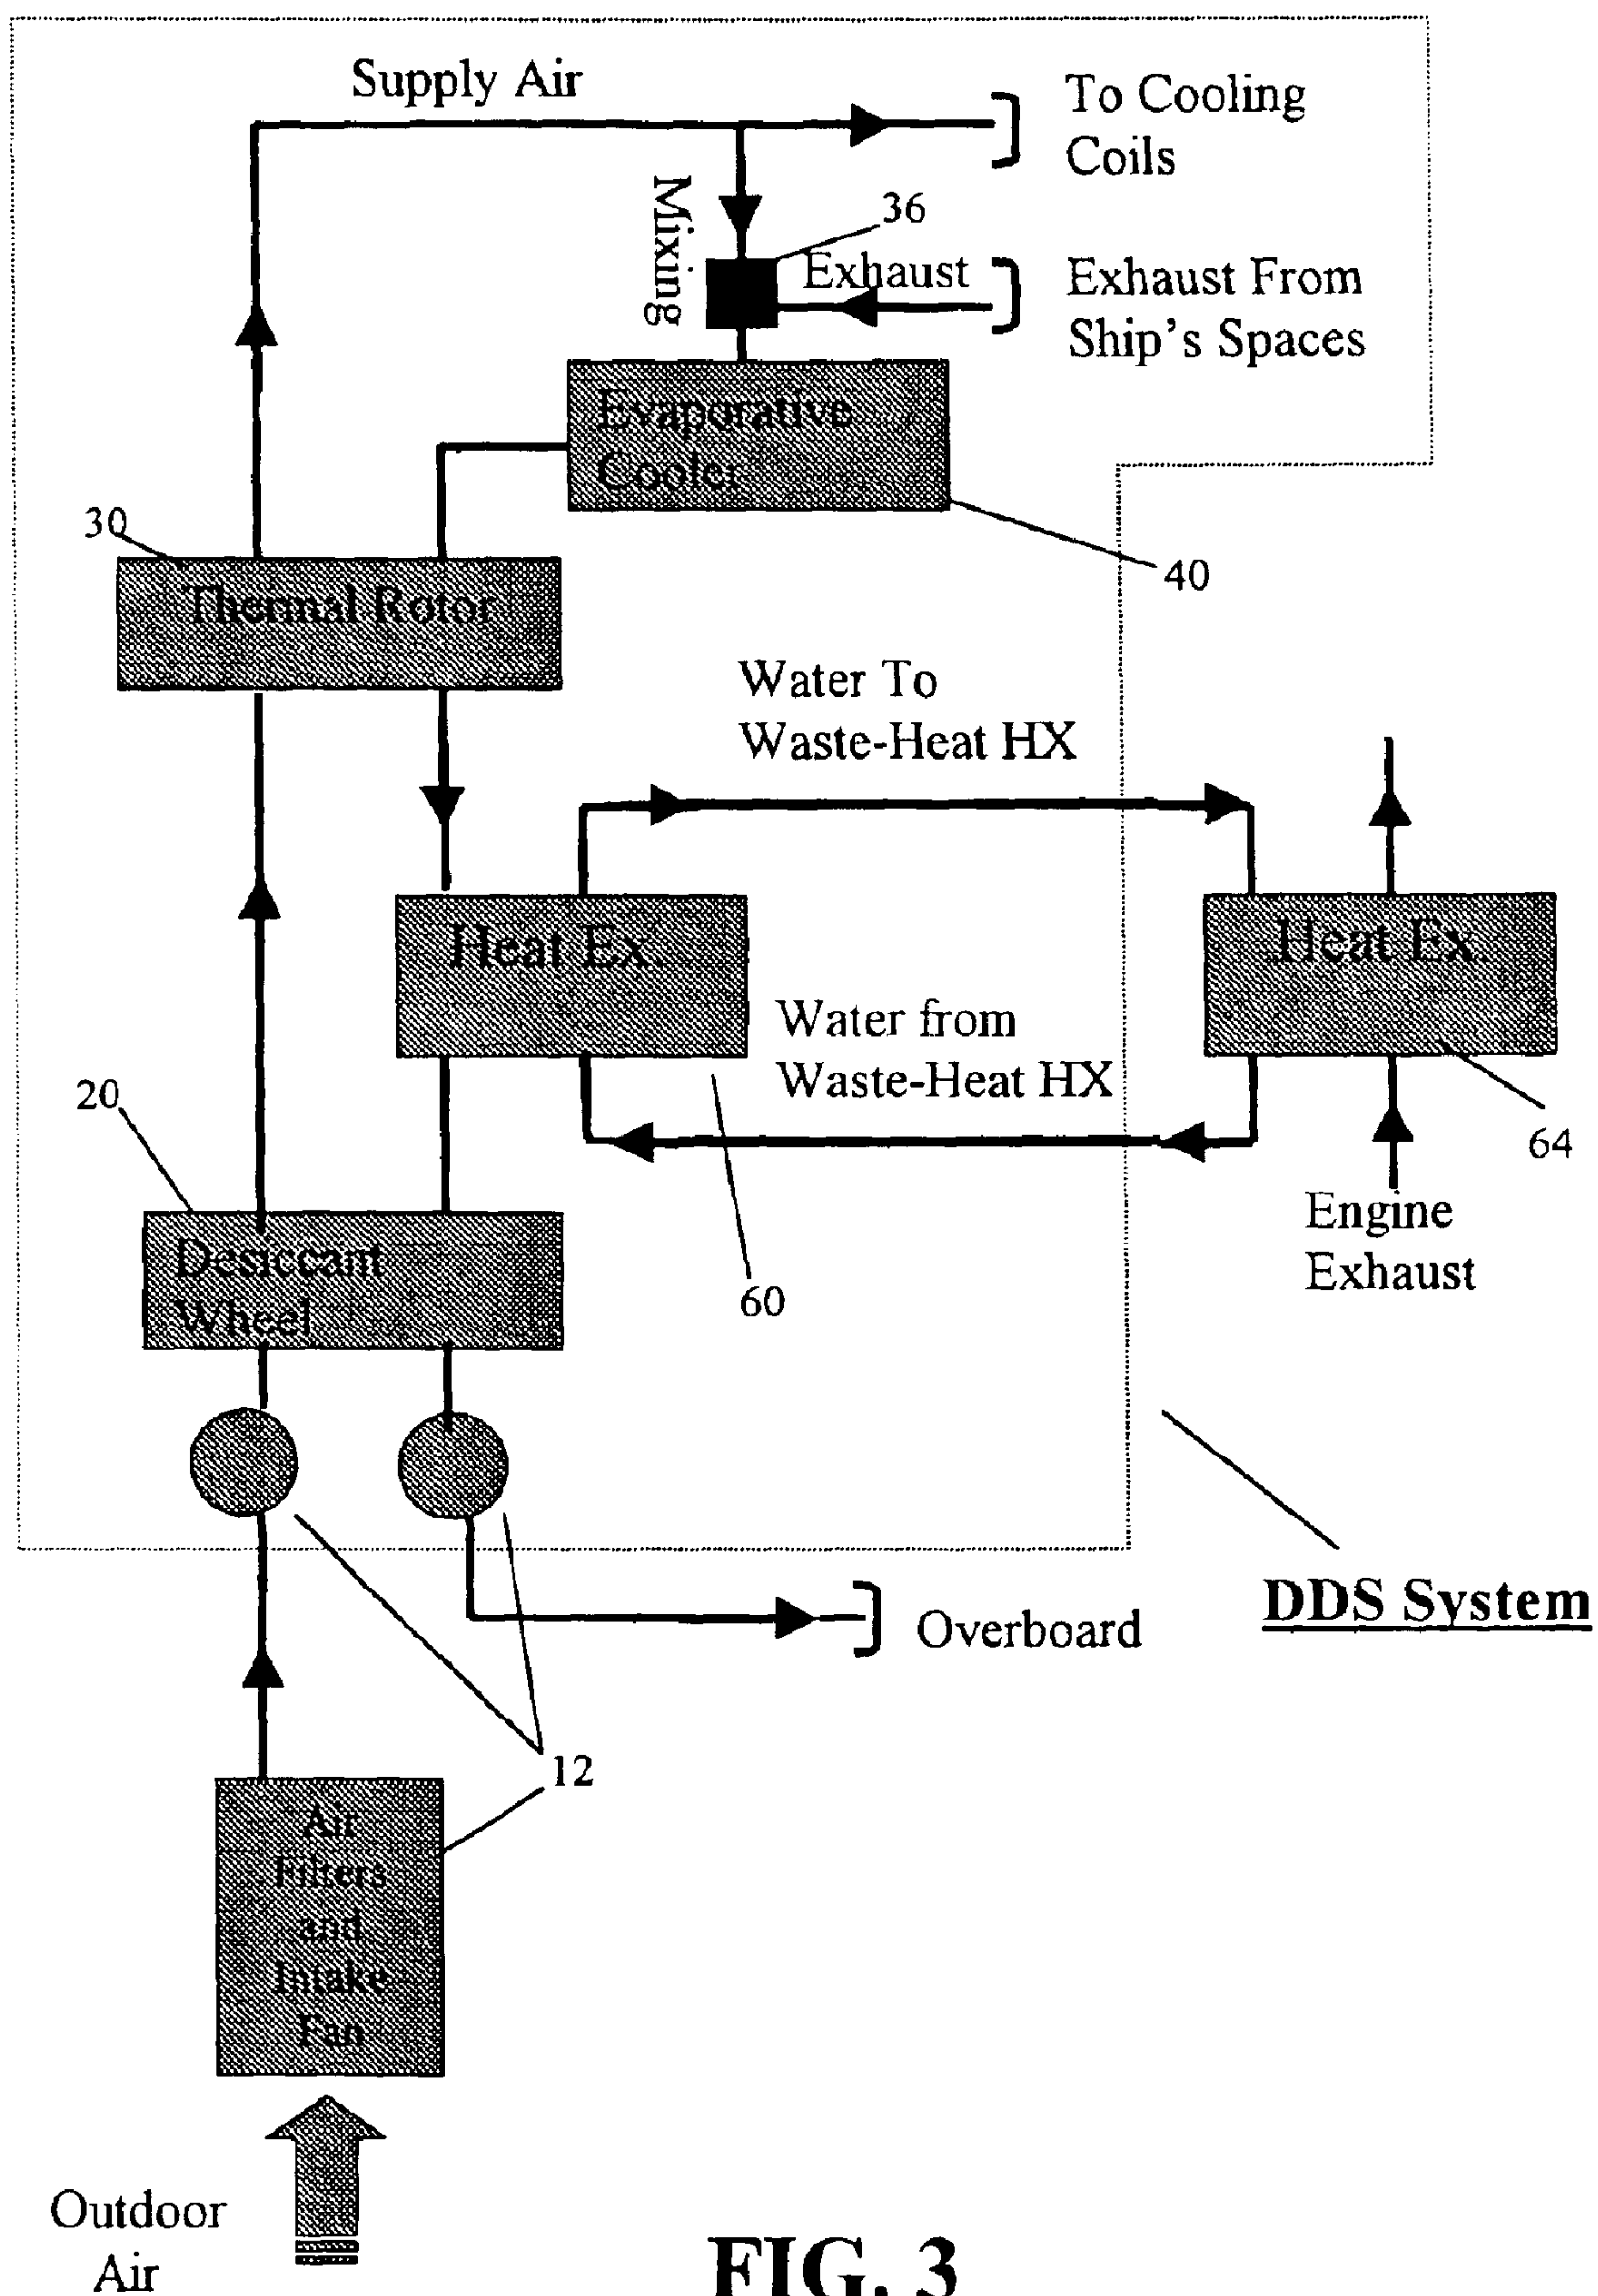 Supply Air
To Cooling
Coils
Mixing
36
Exhaust
Exhaust From
Ship's Spaces
Evaporative
Cooler
30
40
Thermal Rotor
Water To
Waste-Heat HX
Heat Ex.
Heat Ex.
Water from
Waste-Heat HX
20
64
Engine
Exhaust
Desiccant
Wheel
60
DDS System
Overboard
12
Air
Filters
and
Intake
Fan
Outdoor
Air
FIG. 3